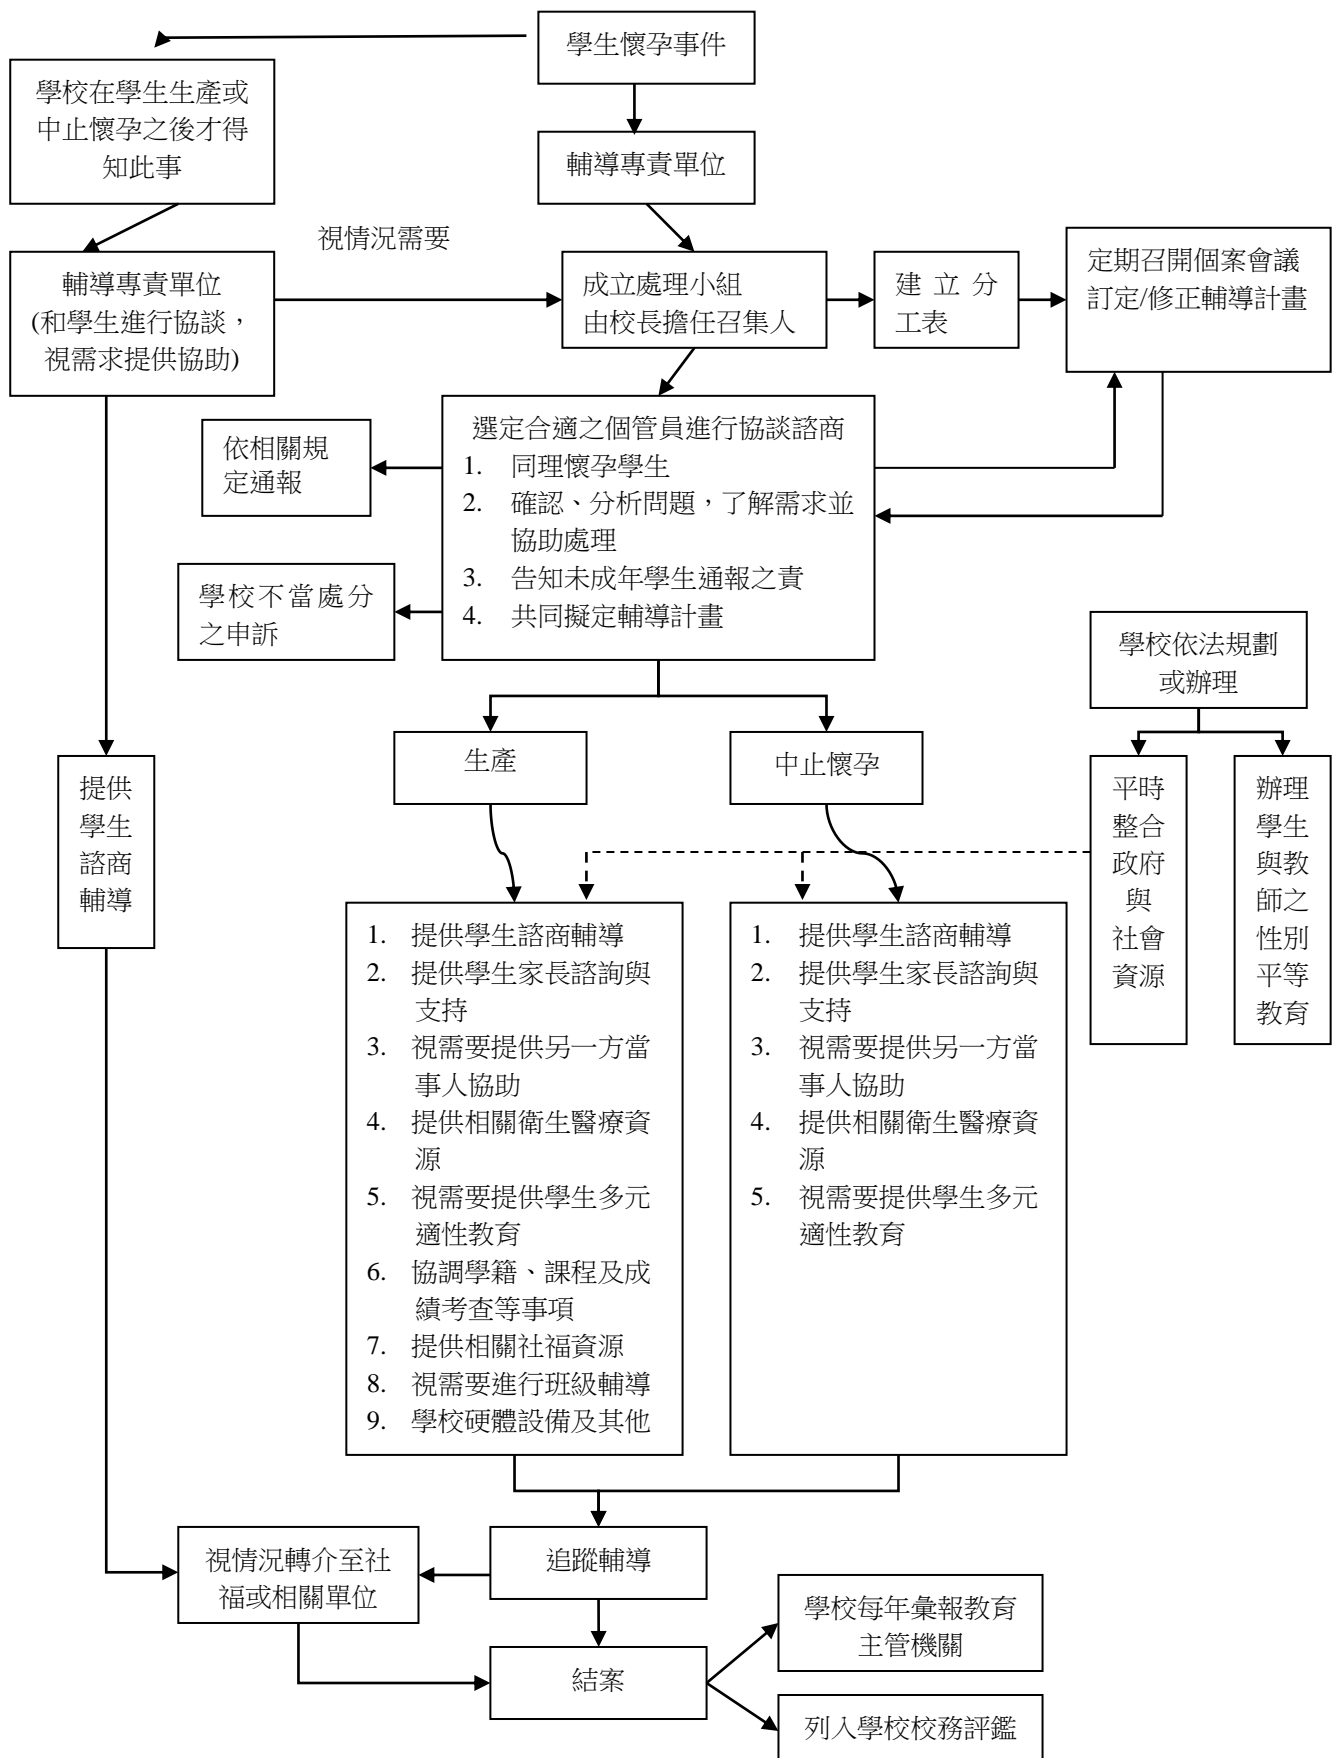 學生懷孕事件
學校在學生生產或
中止懷孕之後才得
知此事
輔導專責單位
視情況需要
輔導專責單位
(和學生進行協談，
視需求提供協助)
成立處理小組
由校長擔任召集人
建 立 分
工表
定期召開個案會議
訂定/修正輔導計畫
選定合適之個管員進行協談諮商
1. 同理懷孕學生
2. 確認、分析問題，了解需求並
協助處理
3. 告知未成年學生通報之責
4. 共同擬定輔導計畫
依相關規
定通報
學校不當處分
之申訴
學校依法規劃
或辦理
生產
中止懷孕
提供
學生
諮商
輔導
平時
整合
政府
與
社會
資源
辦理
學生
與教
師之
性別
平等
教育
1. 提供學生諮商輔導
2. 提供學生家長諮詢與
支持
3. 視需要提供另一方當
事人協助
4. 提供相關衛生醫療資
源
5. 視需要提供學生多元
適性教育
6. 協調學籍、課程及成
績考查等事項
7. 提供相關社福資源
8. 視需要進行班級輔導
9. 學校硬體設備及其他
1. 提供學生諮商輔導
2. 提供學生家長諮詢與
支持
3. 視需要提供另一方當
事人協助
4. 提供相關衛生醫療資
源
5. 視需要提供學生多元
適性教育
視情況轉介至社
福或相關單位
追蹤輔導
結案
學校每年彙報教育
主管機關
列入學校校務評鑑